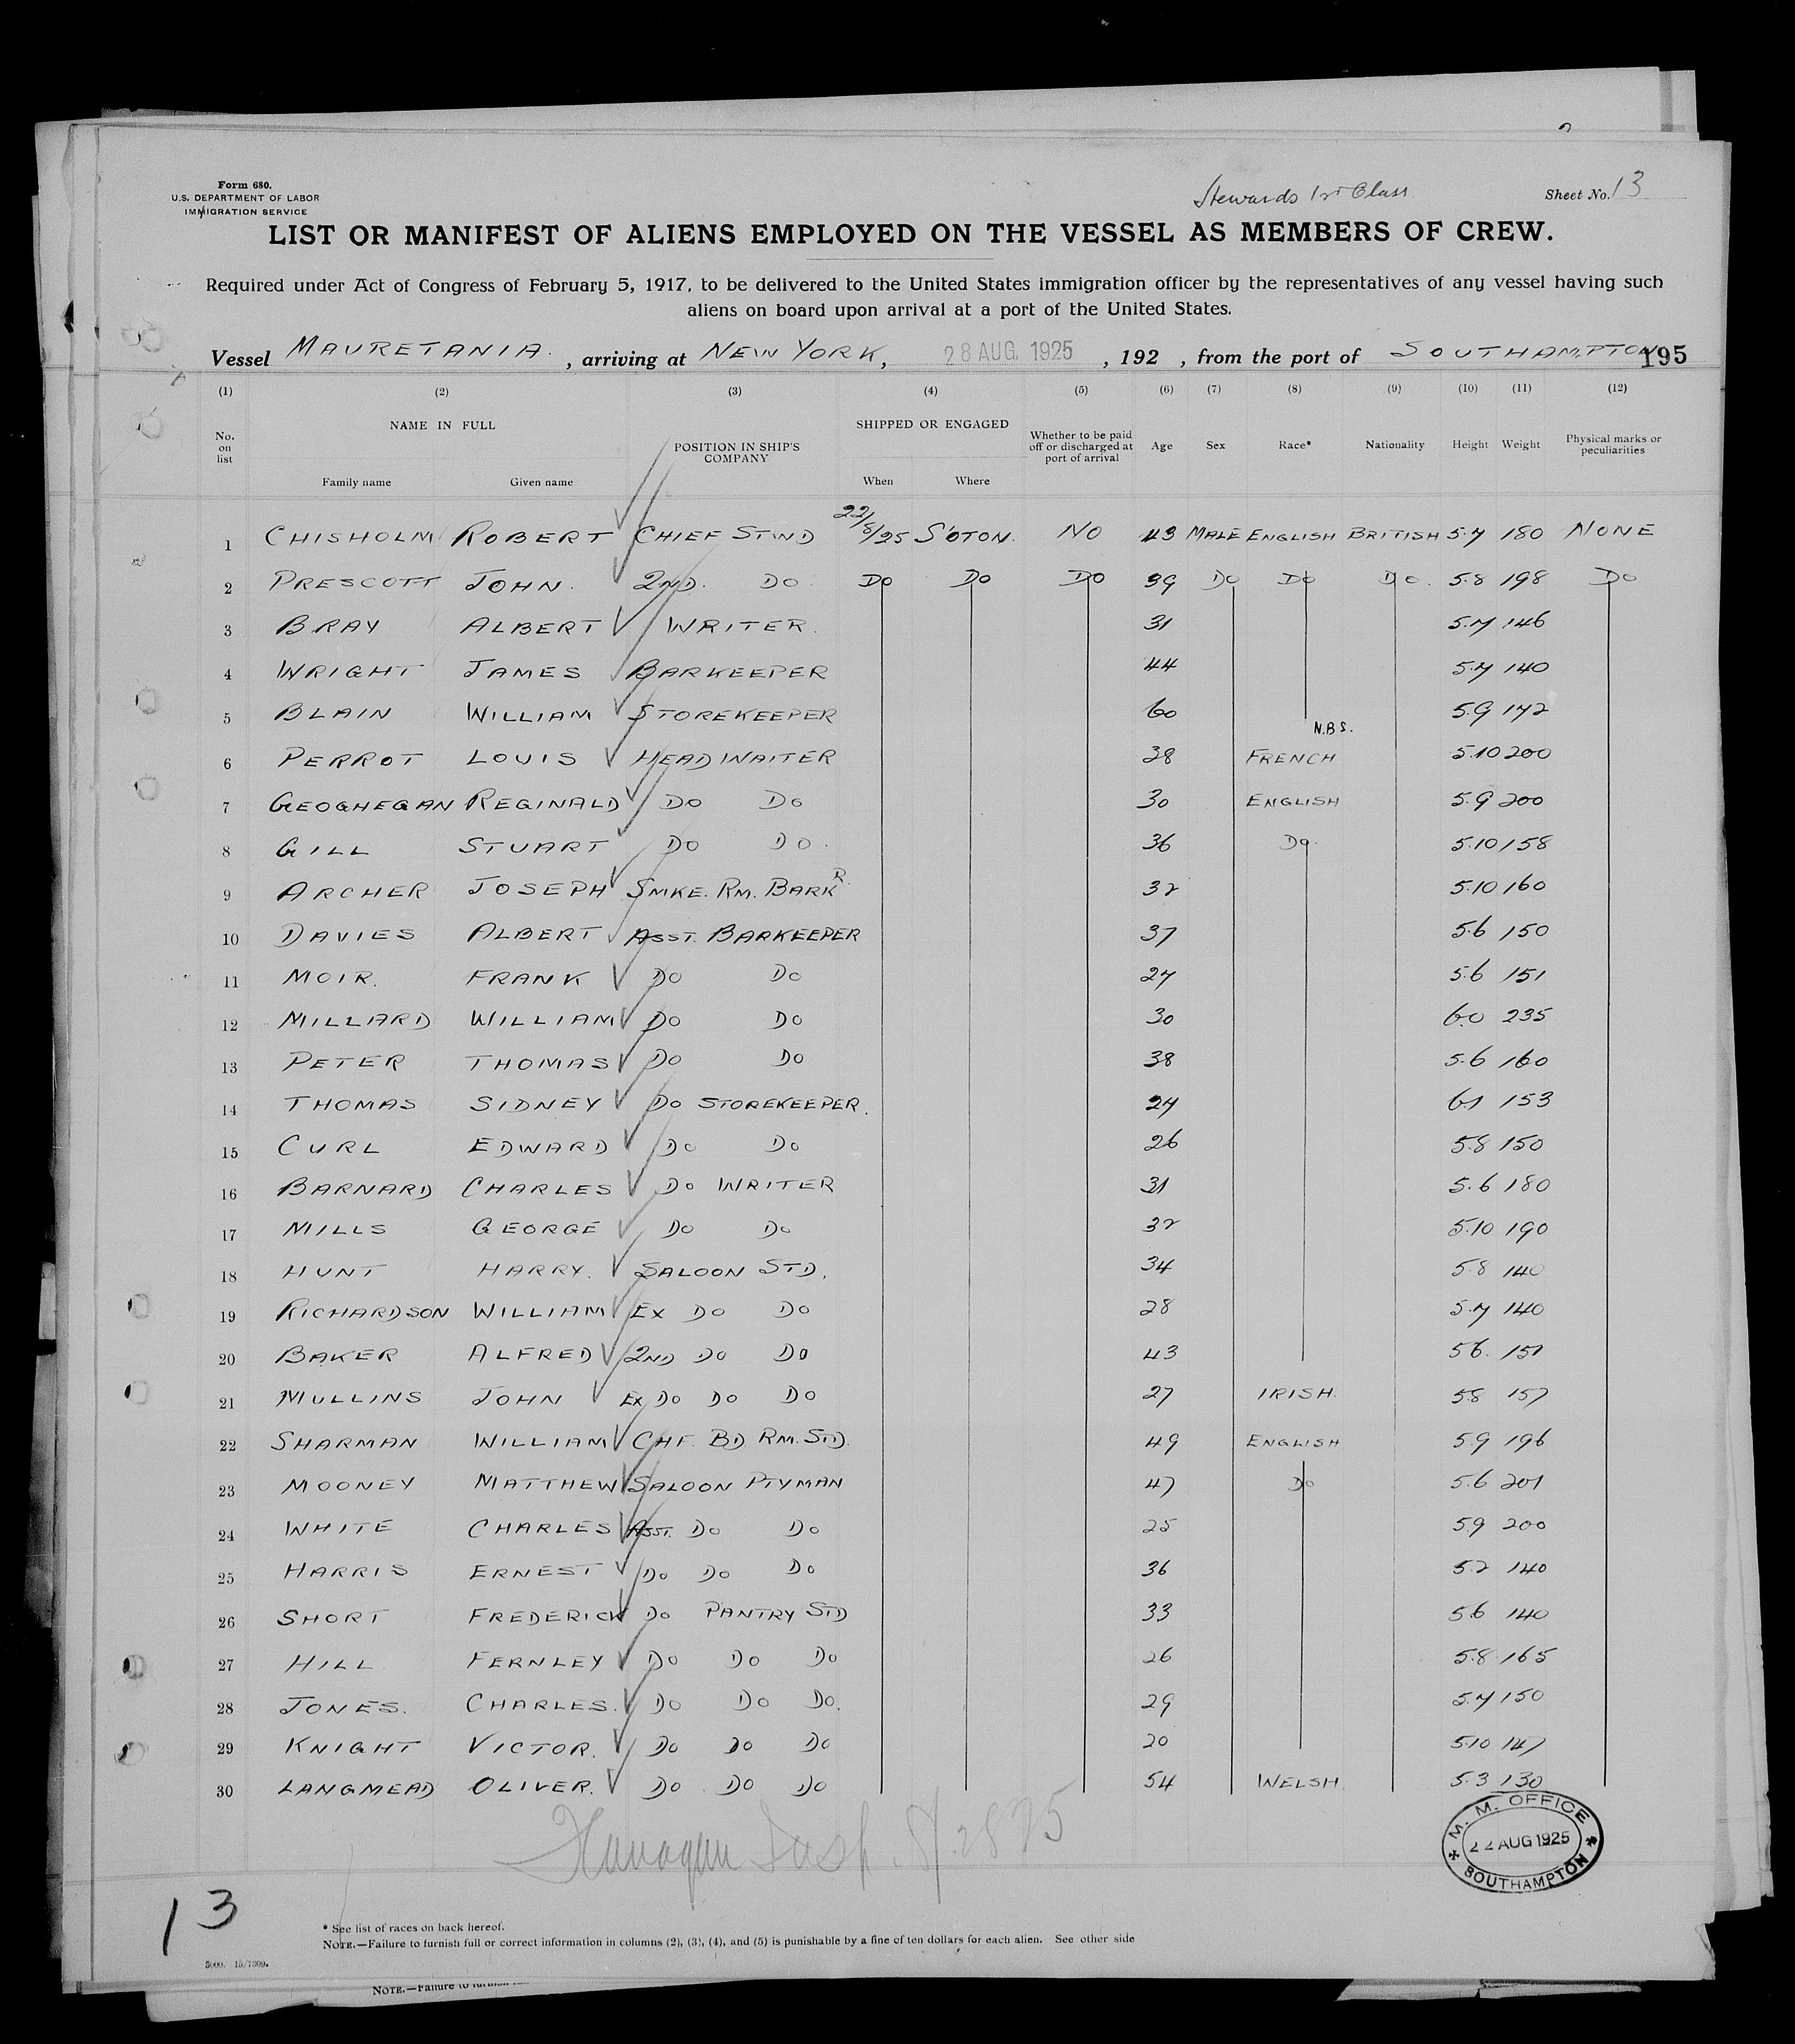 Form 680.
U.S. DEPARTMENT OF LABOR
IMMIGRATION SERVICE
Stewards 1st Class
Sheet No. 13
LIST OR MANIFEST OF ALIENS EMPLOYED ON THE VESSEL AS MEMBERS OF CREW.
Required under Act of Congress of February 5, 1917, to be delivered to the United States immigration officer by the representatives of any vessel having such
aliens on board upon arrival at a port of the United States.
Vessel MAURETANIA. , arriving at NEW YORK, 28 AUG. 1925 , 192 , from the port of SOUTHAMPTON 195
(1) (2) (3) (4) (5) (6) (7) (8) (9) (10) (11) (12)
No. on list NAME IN FULL Family name Given name POSITION IN SHIP'S COMPANY SHIPPED OR ENGAGED When Where Whether to be paid off or discharged at port of arrival Age Sex Race* Nationality Height Weight Physical marks or peculiarities
1 CHISHOLM ROBERT CHIEF STWD 22/8/25 S'OTON. NO 43 MALE ENGLISH BRITISH 5.7 180 NONE
2 PRESCOTT JOHN. 2ND. DO DO DO DO 39 DO DO DO. 5.8 198 DO
3 BRAY ALBERT WRITER. 31 5.7 146
4 WRIGHT JAMES BARKEEPER 44 5.7 140
5 BLAIN WILLIAM STOREKEEPER 60 5.9 172
N.B.S.
6 PERROT LOUIS HEAD WAITER 38 FRENCH 5.10 200
7 GEOGHEGAN REGINALD DO DO 30 ENGLISH 5.9 200
8 GILL STUART DO DO. 36 DO. 5.10 158
9 ARCHER JOSEPH SMKE. RM. BARKR. 32 5.10 160
10 DAVIES ALBERT ASST. BARKEEPER 37 5.6 150
11 MOIR. FRANK DO DO 27 5.6 151
12 MILLARD WILLIAM DO DO 30 6.0 235
13 PETER THOMAS DO DO 38 5.6 160
14 THOMAS SIDNEY DO STOREKEEPER. 27 6.1 153
15 CURL EDWARD DO DO 26 5.8 150
16 BARNARD CHARLES DO WRITER 31 5.6 180
17 MILLS GEORGE DO DO 32 5.10 190
18 HUNT HARRY. SALOON STD. 34 5.8 140
19 RICHARDSON WILLIAM EX DO DO 28 5.7 140
20 BAKER ALFRED 2ND DO DO 43 5.6. 151
21 MULLINS JOHN EX DO DO DO 27 IRISH. 5.8 157
22 SHARMAN WILLIAM CHF. BD. RM. STD. 49 ENGLISH 5.9 196
23 MOONEY MATTHEW SALOON PTYMAN 47 DO 5.6 201
24 WHITE CHARLES ASST. DO DO 25 5.9 200
25 HARRIS ERNEST DO DO DO 36 5.2 140
26 SHORT FREDERICK DO PANTRY STD 33 5.6 140
27 HILL FERNLEY DO DO DO 26 5.8 165
28 JONES. CHARLES. DO DO DO. 29 5.7 150
29 KNIGHT VICTOR. DO DO DO 20 5.10 147
30 LANGMEAD OLIVER. DO DO DO 54 WELSH. 5.3 130
M. M. OFFICE
22 AUG 1925
SOUTHAMPTON
13
* See list of races on back hereof.
NOTE.—Failure to furnish full or correct information in columns (2), (3), (4), and (5) is punishable by a fine of ten dollars for each alien. See other side
3000. 15/7309.
NOTE.—Failure to